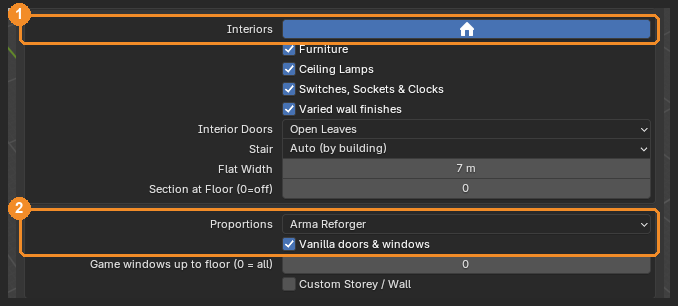 1
Interiors
Furniture
Ceiling Lamps
Switches, Sockets & Clocks
Varied wall finishes
Interior Doors Open Leaves
Stair Auto (by building)
Flat Width 7 m
Section at Floor (0=off) 0
2
Proportions Arma Reforger
Vanilla doors & windows
Game windows up to floor (0 = all) 0
Custom Storey / Wall